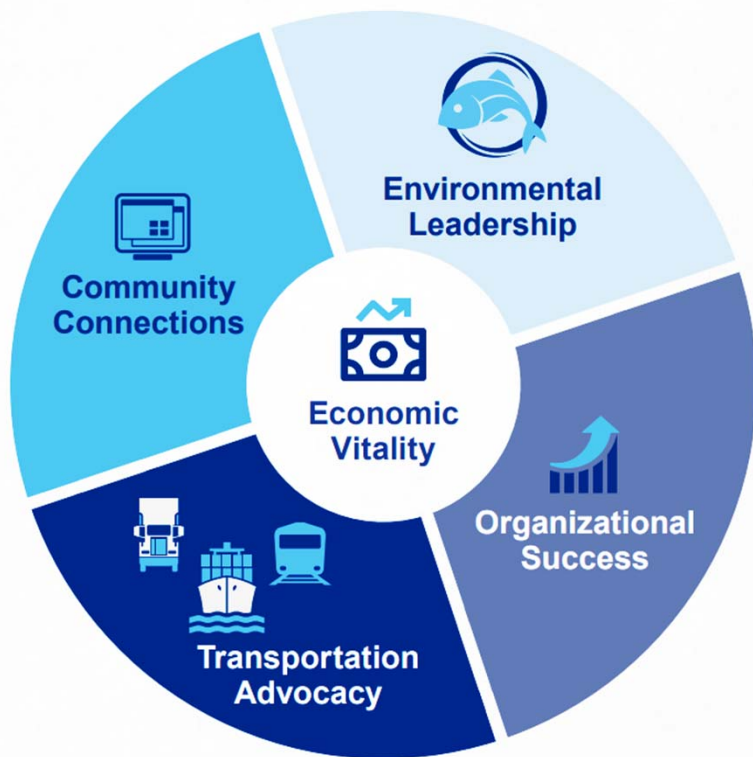 Environmental
Leadership
Community
Connections
Economic
Vitality
Organizational
Success
Transportation
Advocacy